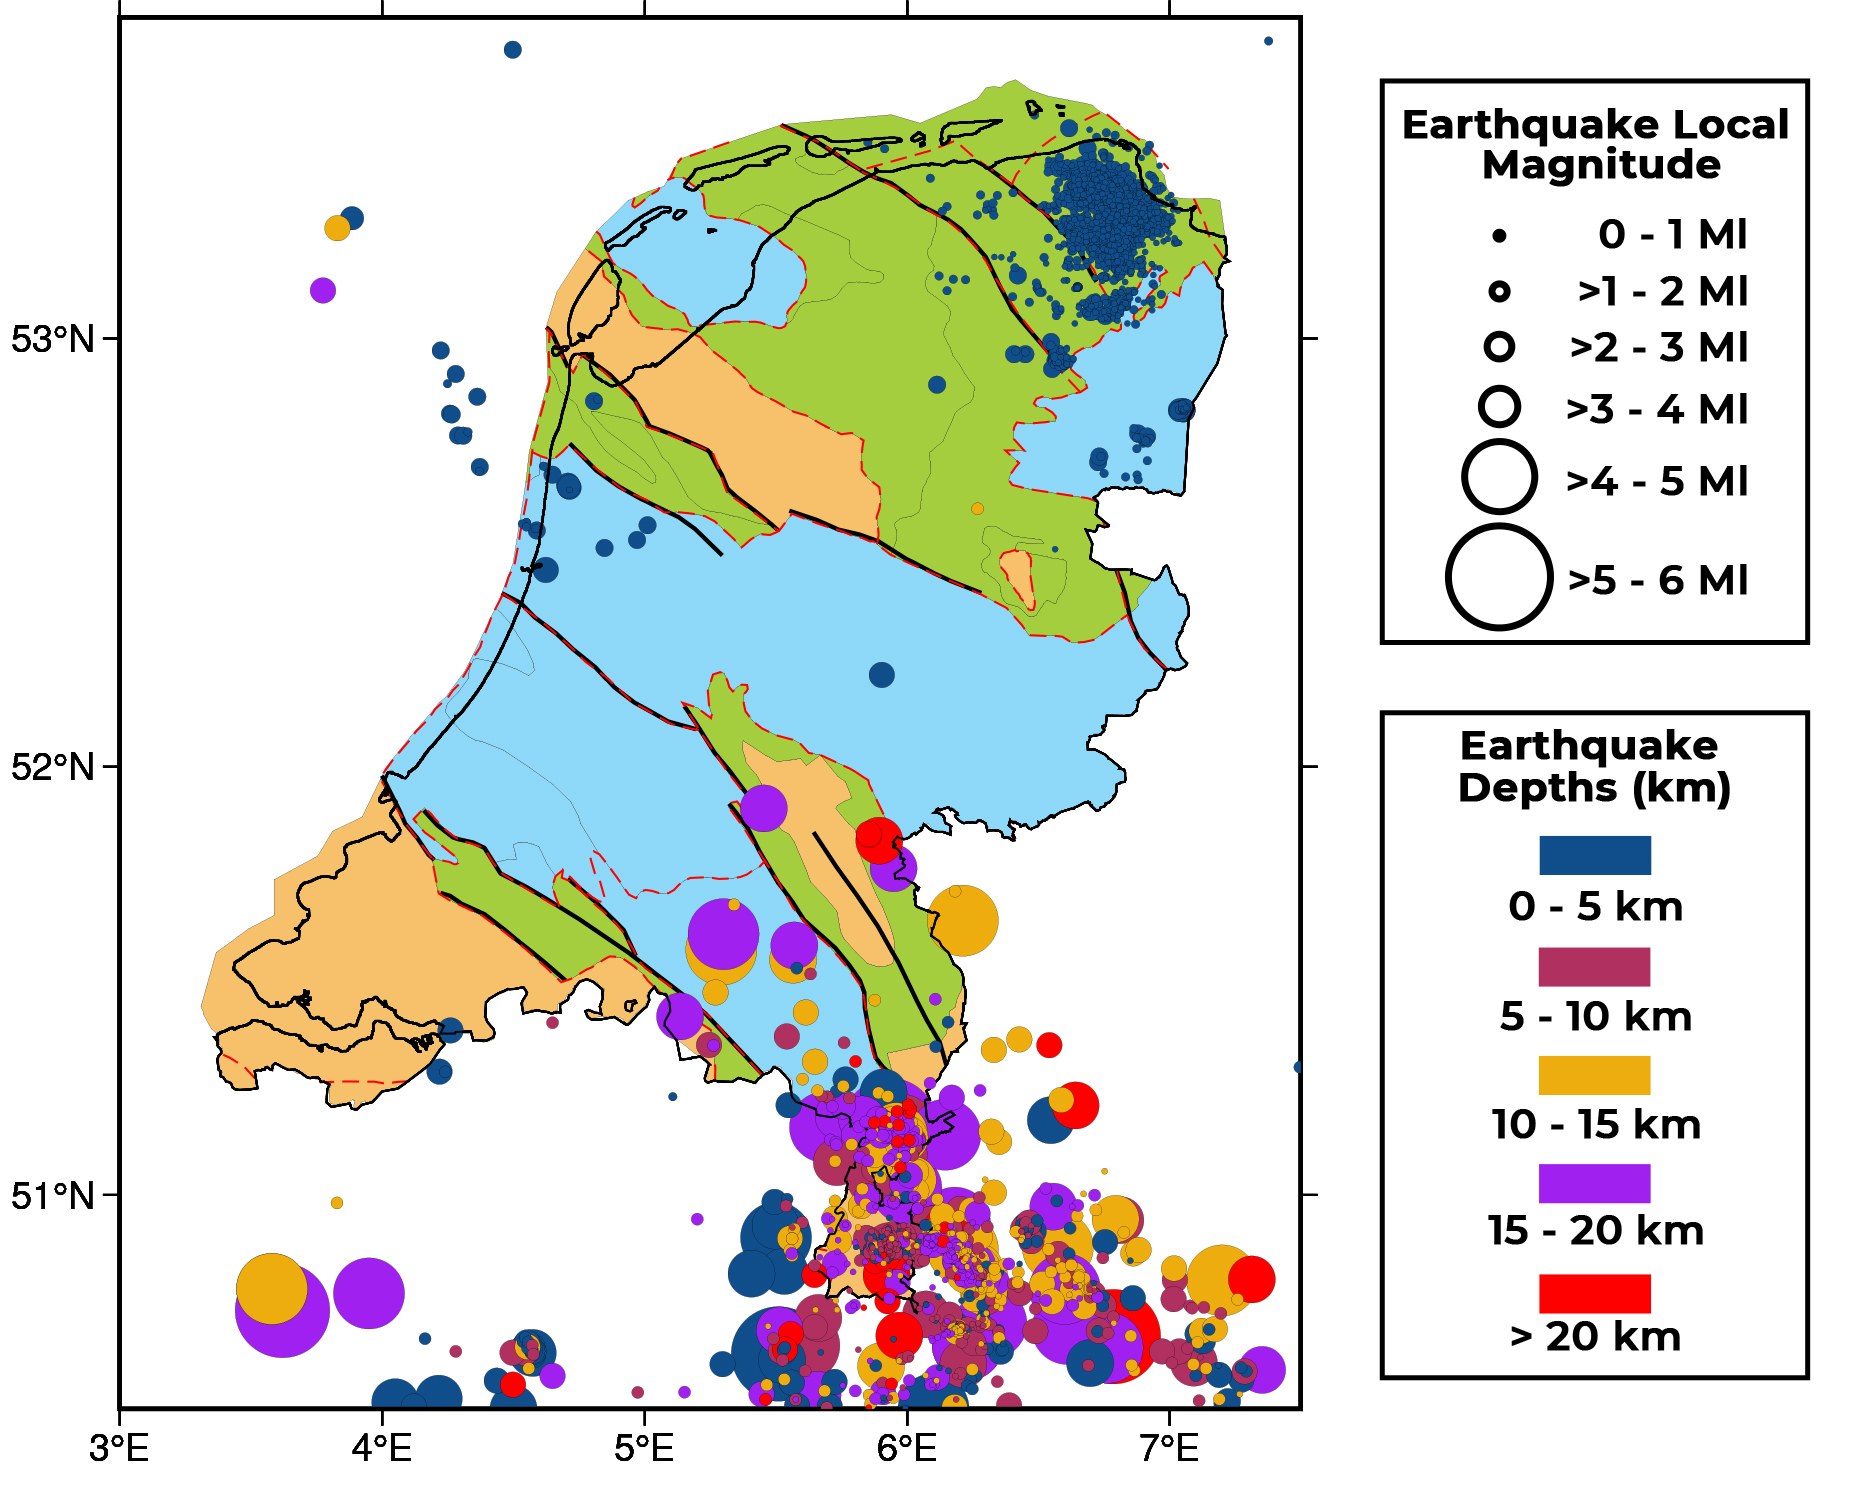 Earthquake Local
Magnitude
0 - 1 Ml
>1 - 2 Ml
>2 - 3 Ml
>3 - 4 Ml
>4 - 5 Ml
>5 - 6 Ml
Earthquake
Depths (km)
0 - 5 km
5 - 10 km
10 - 15 km
15 - 20 km
> 20 km
53°N
52°N
51°N
3°E 4°E 5°E 6°E 7°E